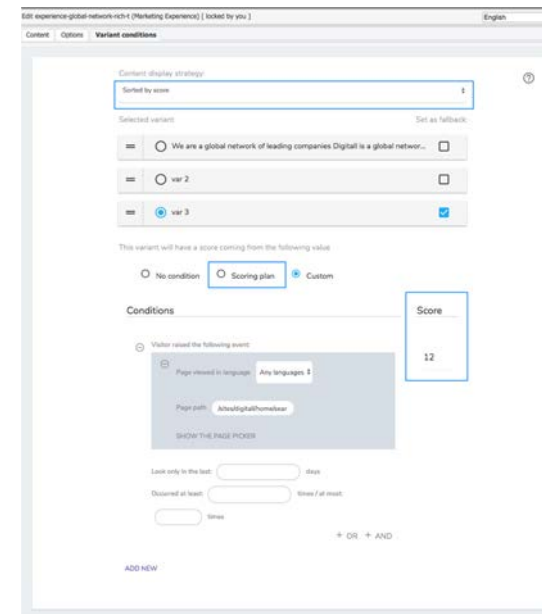 Edit experience-global-network-rich-t (Marketing Experience) [ locked by you ]
English
Content Options Variant conditions
Content display strategy:
Sorted by score
Selected variant
Set as fallback
We are a global network of leading companies Digitall is a global networ...
var 2
var 3
This variant will have a score coming from the following value
No condition Scoring plan Custom
Conditions Score
Visitor raised the following event: 12
Page viewed in language Any languages
Page path /sites/digitall/home/sear
SHOW THE PAGE PICKER
Look only in the last: days
Occurred at least: times / at most:
times
+ OR + AND
ADD NEW